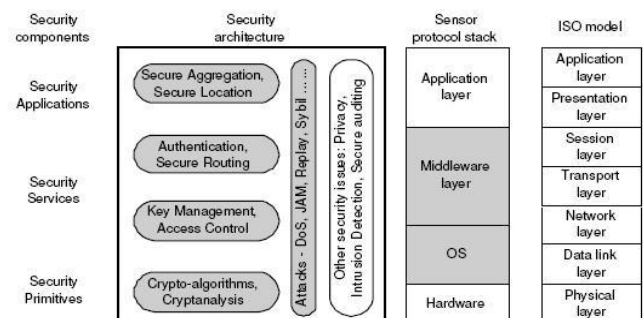 Security
components
Security
architecture
Sensor
protocol stack
ISO model
Security
Applications
Security
Services
Security
Primitives
Secure Aggregation,
Secure Location
Authentication,
Secure Routing
Key Management,
Access Control
Crypto-algorithms,
Cryptanalysis
Attacks - DoS, JAM, Replay, Sybil ... ...
Other security issues: Privacy,
Intrusion Detection, Secure auditing
Application
layer
Middleware
layer
OS
Hardware
Application
layer
Presentation
layer
Session
layer
Transport
layer
Network
layer
Data link
layer
Physical
layer